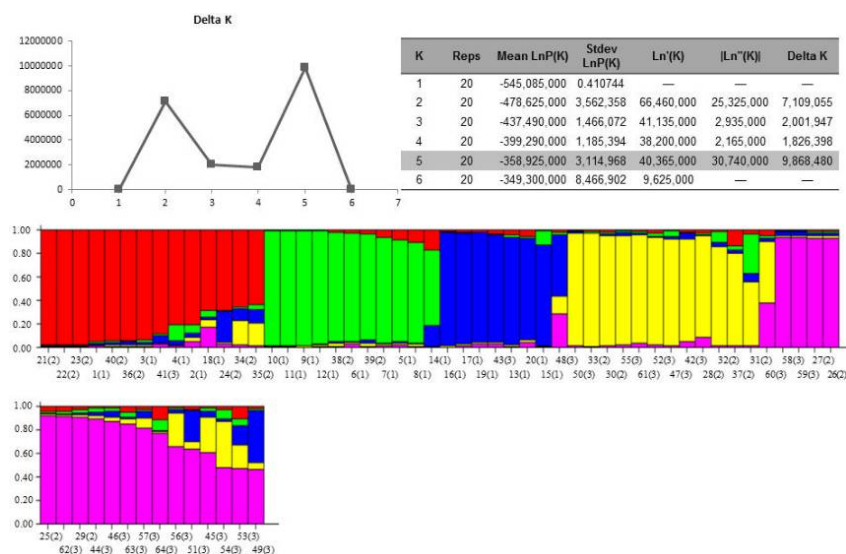 Delta K
12000000
10000000
8000000
6000000
4000000
2000000
0
0 1 2 3 4 5 6 7
K Reps Mean LnP(K) Stdev LnP(K) Ln'(K) |Ln''(K)| Delta K
1 20 -545,085,000 0.410744 — — —
2 20 -478,625,000 3,562,358 66,460,000 25,325,000 7,109,055
3 20 -437,490,000 1,466,072 41,135,000 2,935,000 2,001,947
4 20 -399,290,000 1,185,394 38,200,000 2,165,000 1,826,398
5 20 -358,925,000 3,114,968 40,365,000 30,740,000 9,868,480
6 20 -349,300,000 8,466,902 9,625,000 — —
1.00
0.80
0.60
0.40
0.20
0.00
21(2) 23(2) 40(2) 3(1) 4(1) 18(1) 34(2) 10(1) 9(1) 38(2) 39(2) 5(1) 14(1) 17(1) 43(3) 20(1) 48(3) 33(2) 55(3) 52(3) 42(3) 32(2) 31(2) 58(3) 27(2)
22(2) 1(1) 36(2) 41(3) 2(1) 24(2) 35(2) 11(1) 12(1) 6(1) 7(1) 8(1) 16(1) 19(1) 13(1) 15(1) 50(3) 30(2) 61(3) 47(3) 28(2) 37(2) 60(3) 59(3) 26(2)
1.00
0.80
0.60
0.40
0.20
0.00
25(2) 29(2) 46(3) 57(3) 56(3) 45(3) 53(3)
62(3) 44(3) 63(3) 64(3) 51(3) 54(3) 49(3)